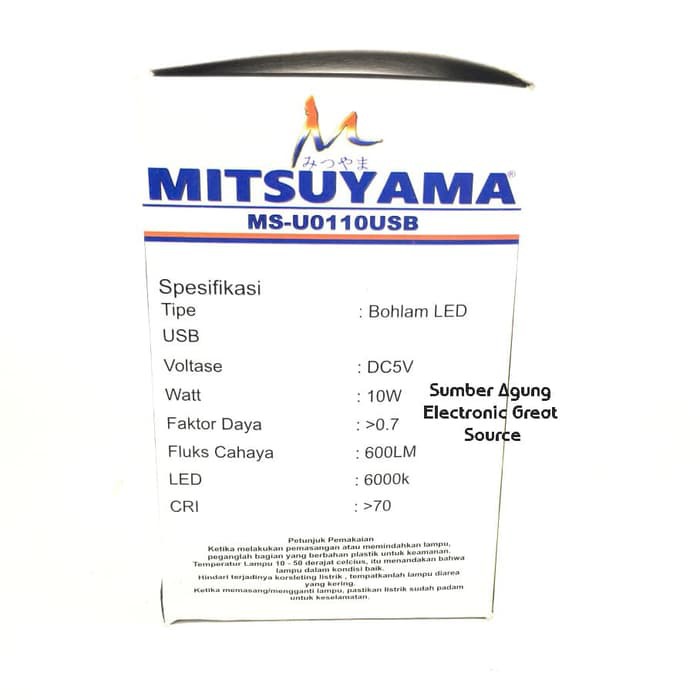 みつやま
MITSUYAMA®
MS-U0110USB
Spesifikasi
Tipe : Bohlam LED
USB
Voltase : DC5V
Watt : 10W
Faktor Daya : >0.7
Fluks Cahaya : 600LM
LED : 6000k
CRI : >70
Sumber Agung
Electronic Great
Source
Petunjuk Pemakaian
Ketika melakukan pemasangan atau memindahkan lampu,
peganglah bagian yang berbahan plastik untuk keamanan.
Temperatur Lampu 10 - 50 derajat celcius, itu menandakan bahwa
lampu dalam kondisi baik.
Hindari terjadinya korsleting listrik , tempatkanlah lampu diarea
yang kering.
Ketika memasang/mengganti lampu, pastikan listrik sudah padam
untuk keselamatan.